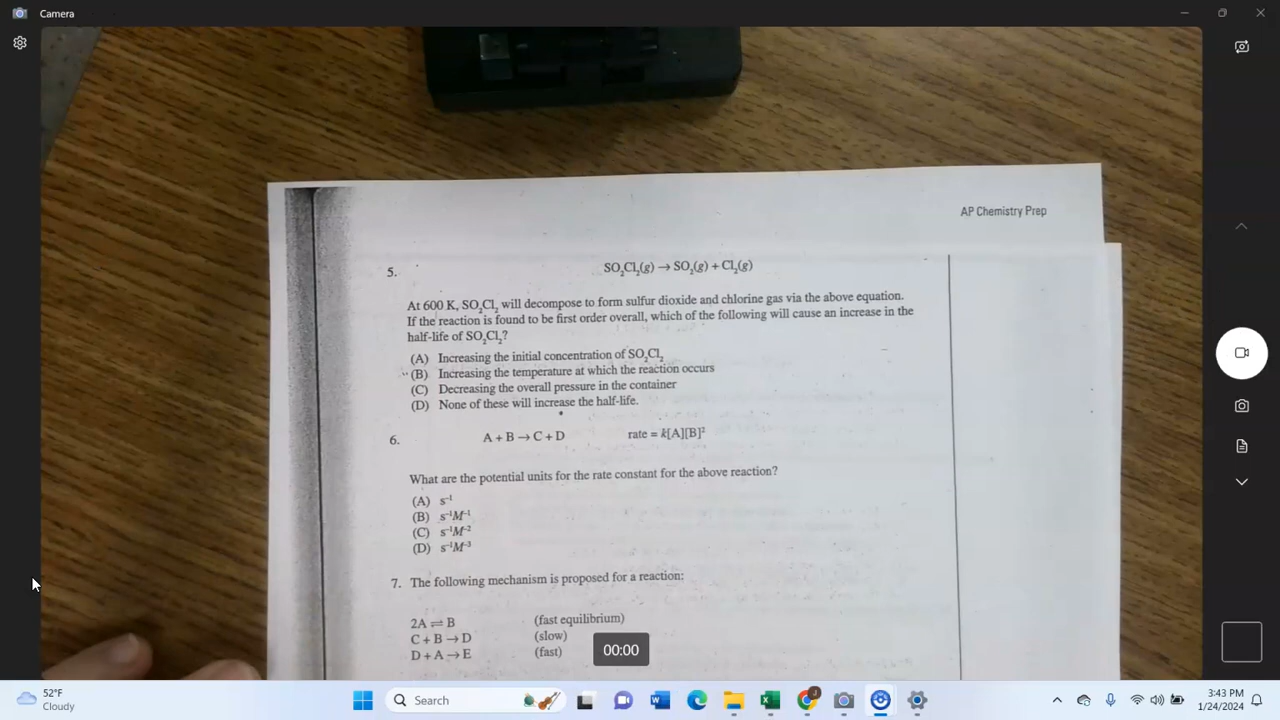 Camera
AP Chemistry Prep
5. SO₂Cl₂(g) → SO₂(g) + Cl₂(g)
At 600 K, SO₂Cl₂ will decompose to form sulfur dioxide and chlorine gas via the above equation.
If the reaction is found to be first order overall, which of the following will cause an increase in the
half-life of SO₂Cl₂?
(A) Increasing the initial concentration of SO₂Cl₂
(B) Increasing the temperature at which the reaction occurs
(C) Decreasing the overall pressure in the container
(D) None of these will increase the half-life.
6. A + B → C + D rate = k[A][B]²
What are the potential units for the rate constant for the above reaction?
(A) s⁻¹
(B) s⁻¹M⁻¹
(C) s⁻¹M⁻²
(D) s⁻¹M⁻³
7. The following mechanism is proposed for a reaction:
2A ⇌ B (fast equilibrium)
C + B → D (slow)
D + A → E (fast)
00:00
52°F
Cloudy
Search
3:43 PM
1/24/2024